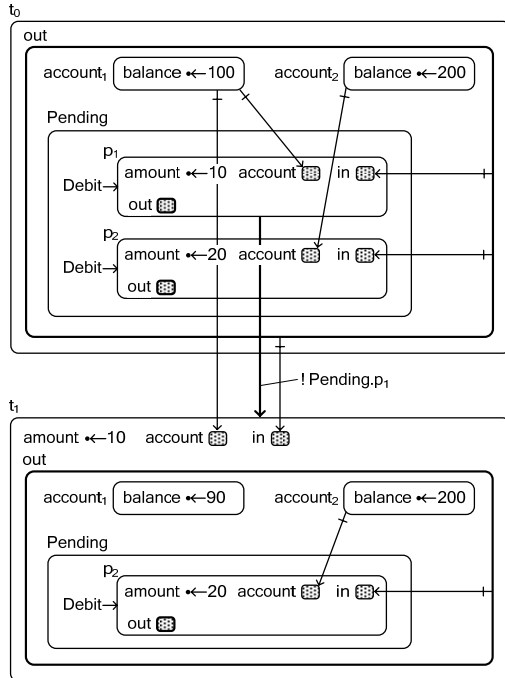 t₀
out
account₁ balance •←100 account₂ balance •←200
Pending
p₁
amount •←10 account in
Debit
out
p₂
amount •←20 account in
Debit
out
! Pending.p₁
t₁
amount •←10 account in
out
account₁ balance •←90 account₂ balance •←200
Pending
p₂
amount •←20 account in
Debit
out